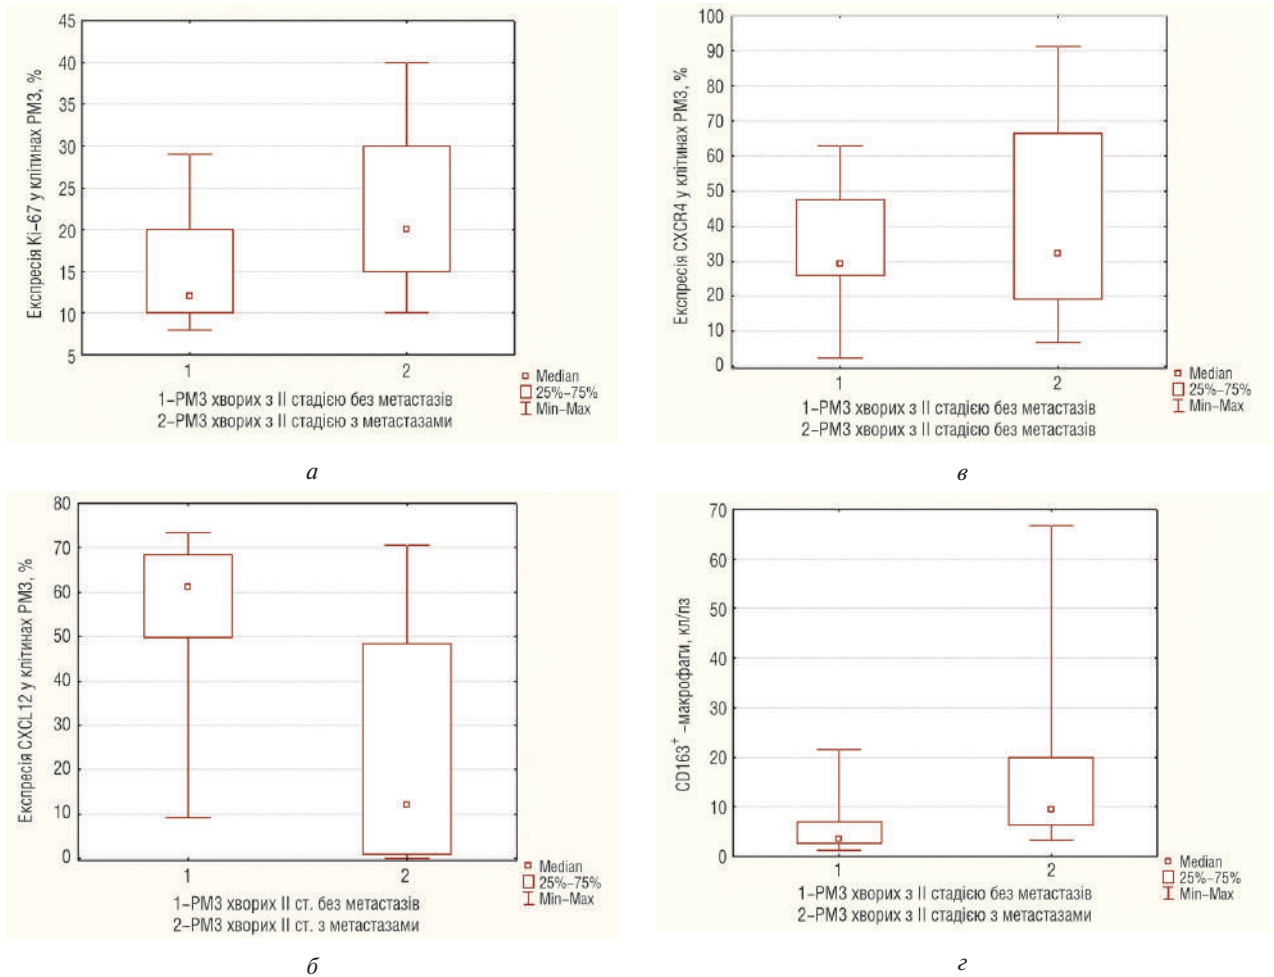 Експресія Ki–67 у клітинах РМЗ, %
45
40
35
30
25
20
15
10
5
1
2
Median
25%–75%
Min–Max
1–РМЗ хворих з II стадією без метастазів
2–РМЗ хворих з II стадією з метастазами
а
Експресія CXCR4 у клітинах РМЗ, %
100
90
80
70
60
50
40
30
20
10
0
1
2
Median
25%–75%
Min–Max
1–РМЗ хворих з II стадією без метастазів
2–РМЗ хворих з II стадією без метастазів
в
Експресія CXCL12 у клітинах РМЗ, %
80
70
60
50
40
30
20
10
0
1
2
Median
25%–75%
Min–Max
1–РМЗ хворих II ст. без метастазів
2–РМЗ хворих II ст. з метастазами
б
CD163⁺ –макрофаги, кл/пз
70
60
50
40
30
20
10
0
1
2
Median
25%–75%
Min–Max
1–РМЗ хворих з II стадією без метастазів
2–РМЗ хворих з II стадією з метастазами
г